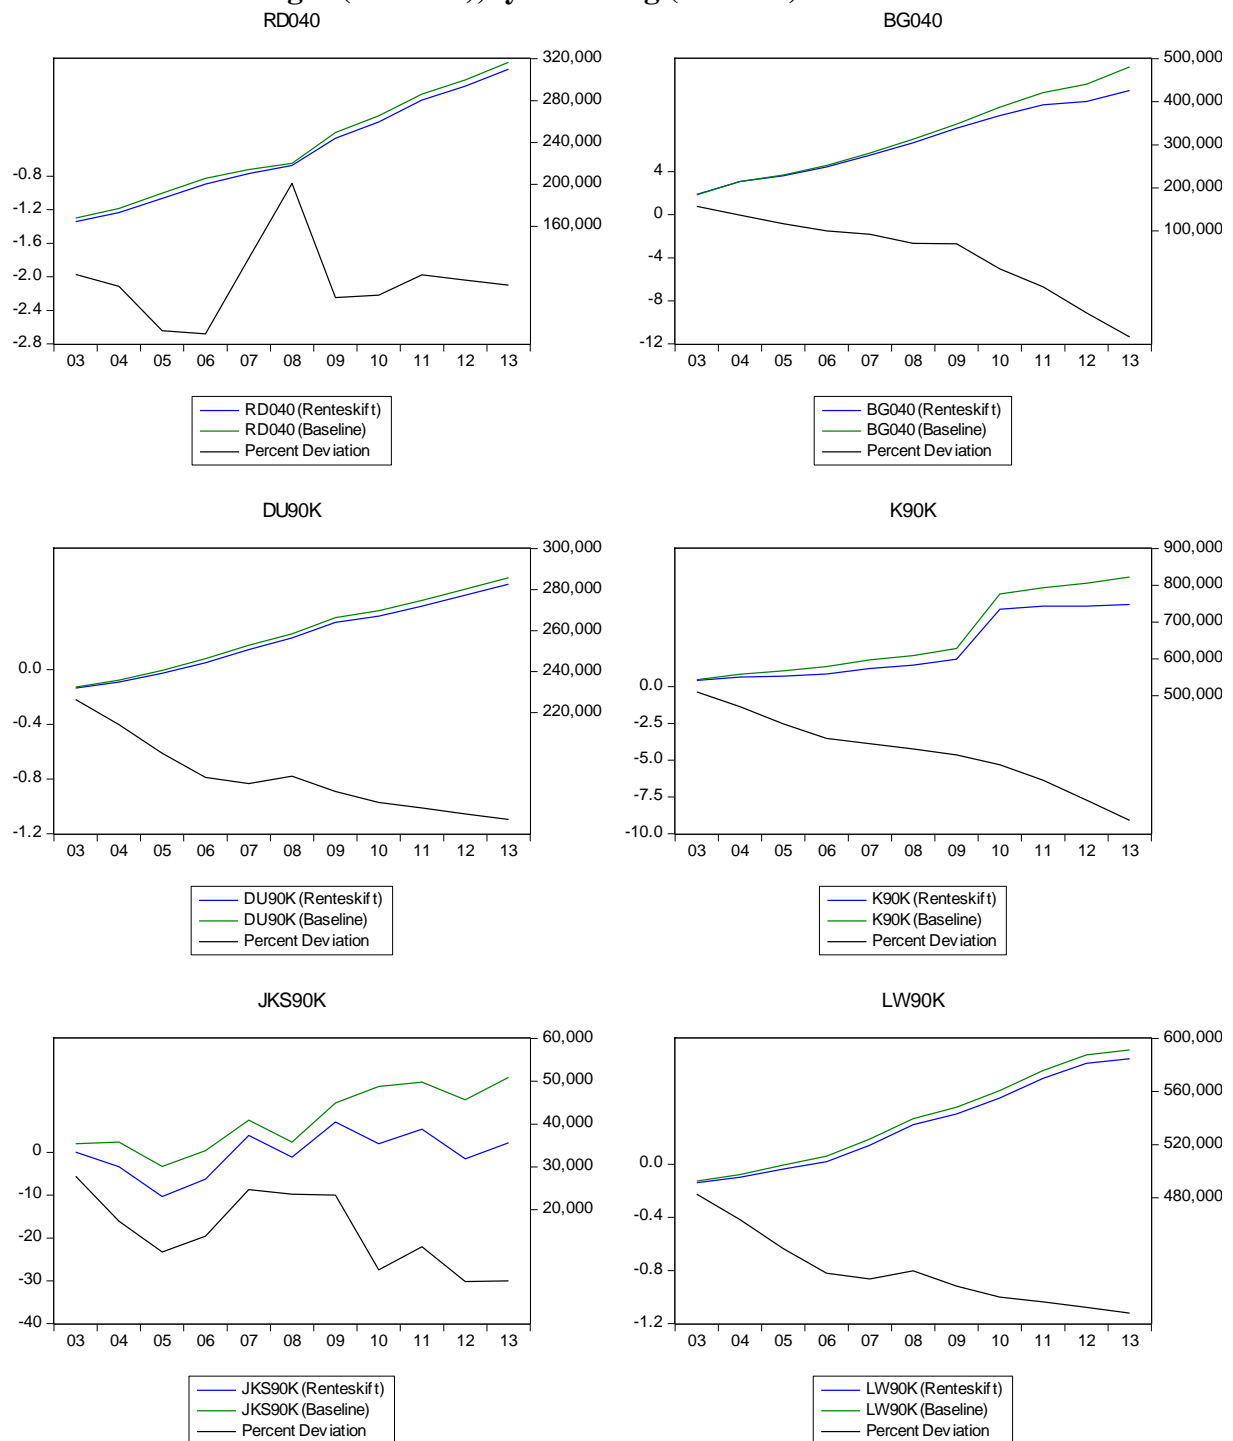 RD040
320,000
280,000
240,000
200,000
160,000
-0.8
-1.2
-1.6
-2.0
-2.4
-2.8
03 04 05 06 07 08 09 10 11 12 13
RD040 (Renteskift)
RD040 (Baseline)
Percent Deviation
BG040
500,000
400,000
300,000
200,000
100,000
4
0
-4
-8
-12
03 04 05 06 07 08 09 10 11 12 13
BG040 (Renteskift)
BG040 (Baseline)
Percent Deviation
DU90K
300,000
280,000
260,000
240,000
220,000
0.0
-0.4
-0.8
-1.2
03 04 05 06 07 08 09 10 11 12 13
DU90K (Renteskift)
DU90K (Baseline)
Percent Deviation
K90K
900,000
800,000
700,000
600,000
500,000
0.0
-2.5
-5.0
-7.5
-10.0
03 04 05 06 07 08 09 10 11 12 13
K90K (Renteskift)
K90K (Baseline)
Percent Deviation
JKS90K
60,000
50,000
40,000
30,000
20,000
0
-10
-20
-30
-40
03 04 05 06 07 08 09 10 11 12 13
JKS90K (Renteskift)
JKS90K (Baseline)
Percent Deviation
LW90K
600,000
560,000
520,000
480,000
0.0
-0.4
-0.8
-1.2
03 04 05 06 07 08 09 10 11 12 13
LW90K (Renteskift)
LW90K (Baseline)
Percent Deviation